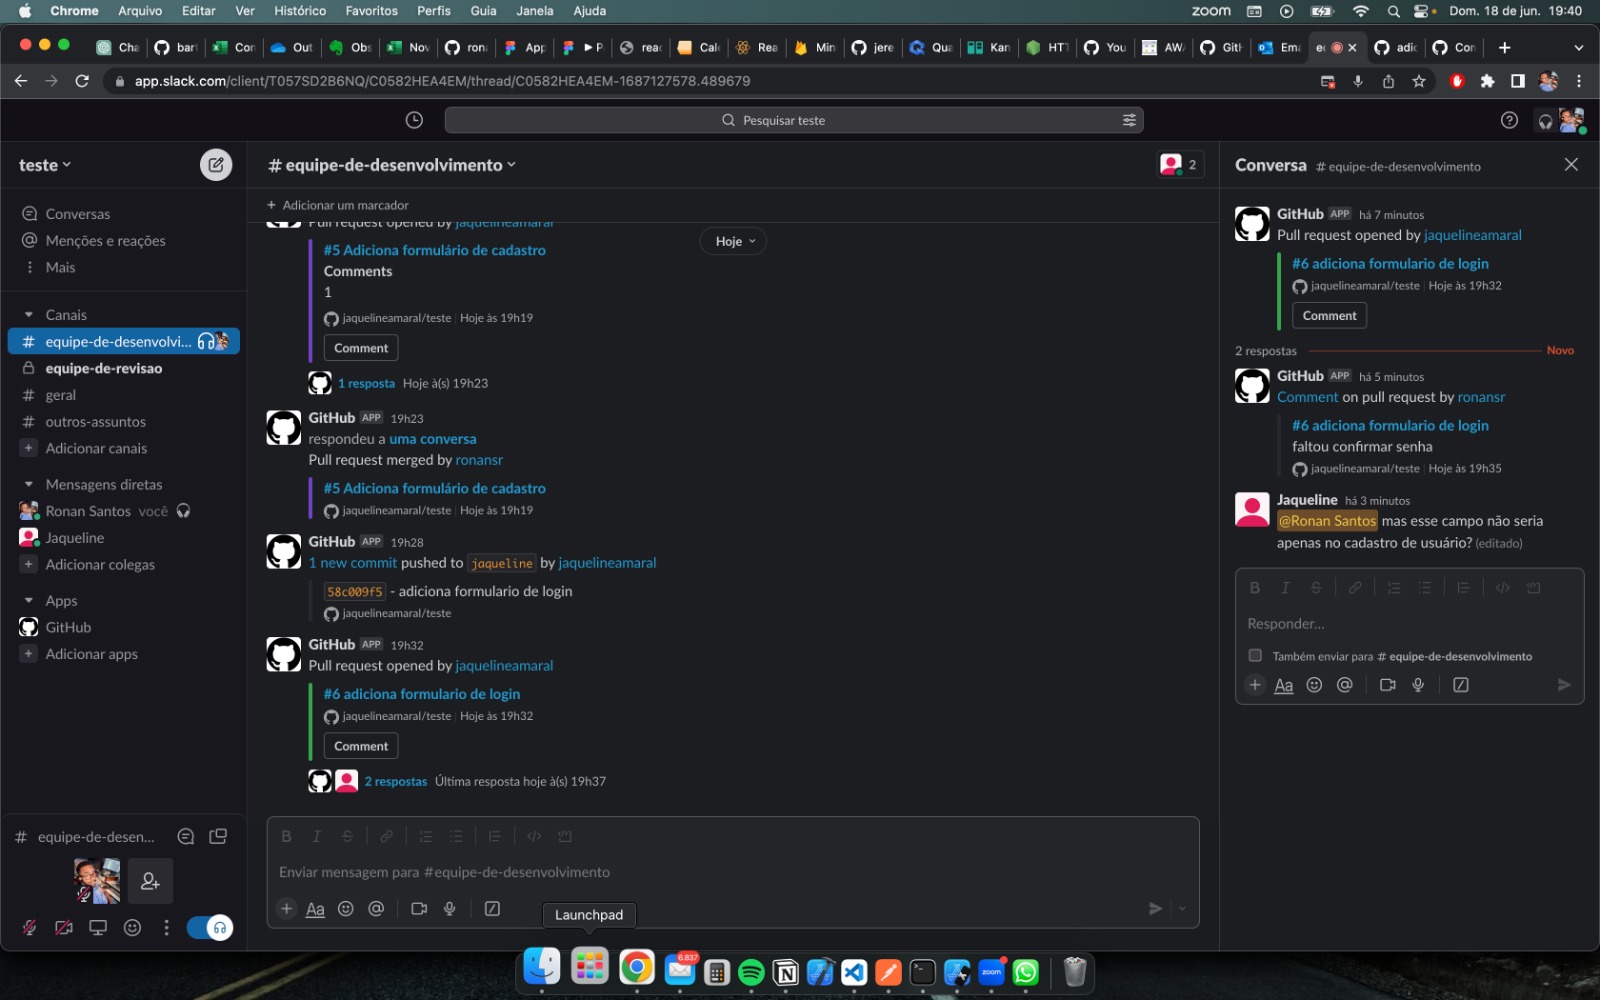 Chrome Arquivo Editar Ver Histórico Favoritos Perfis Guia Janela Ajuda
zoom Dom. 18 de jun. 19:40
Cha bar Cor Out Obs Nov ron App P reac Cale Rea Min jere Qua Kan HTT You AW Gitl Ema adic Con
app.slack.com/client/T057SD2B6NQ/C0582HEA4EM/thread/C0582HEA4EM-1687127578.489679
Pesquisar teste
teste
Conversas
Menções e reações
Mais
Canais
# equipe-de-desenvolvi...
equipe-de-revisao
# geral
# outros-assuntos
+ Adicionar canais
Mensagens diretas
Ronan Santos você
Jaqueline
+ Adicionar colegas
Apps
GitHub
+ Adicionar apps
# equipe-de-desen...
# equipe-de-desenvolvimento
2
+ Adicionar um marcador
Hoje
Pull request opened by jaquelineamaral
#5 Adiciona formulário de cadastro
Comments
1
jaquelineamaral/teste | Hoje às 19h19
Comment
1 resposta Hoje à(s) 19h23
GitHub APP 19h23
respondeu a uma conversa
Pull request merged by ronansr
#5 Adiciona formulário de cadastro
jaquelineamaral/teste | Hoje às 19h19
GitHub APP 19h28
1 new commit pushed to jaqueline by jaquelineamaral
58c009f5 - adiciona formulario de login
jaquelineamaral/teste
GitHub APP 19h32
Pull request opened by jaquelineamaral
#6 adiciona formulario de login
jaquelineamaral/teste | Hoje às 19h32
Comment
2 respostas Última resposta hoje à(s) 19h37
B I S
Enviar mensagem para #equipe-de-desenvolvimento
+ Aa
Launchpad
Conversa # equipe-de-desenvolvimento
GitHub APP há 7 minutos
Pull request opened by jaquelineamaral
#6 adiciona formulario de login
jaquelineamaral/teste | Hoje às 19h32
Comment
2 respostas Novo
GitHub APP há 5 minutos
Comment on pull request by ronansr
#6 adiciona formulario de login
faltou confirmar senha
jaquelineamaral/teste | Hoje às 19h35
Jaqueline há 3 minutos
@Ronan Santos mas esse campo não seria
apenas no cadastro de usuário? (editado)
B I S
Responder...
Também enviar para # equipe-de-desenvolvimento
+ Aa
6.837
zoom